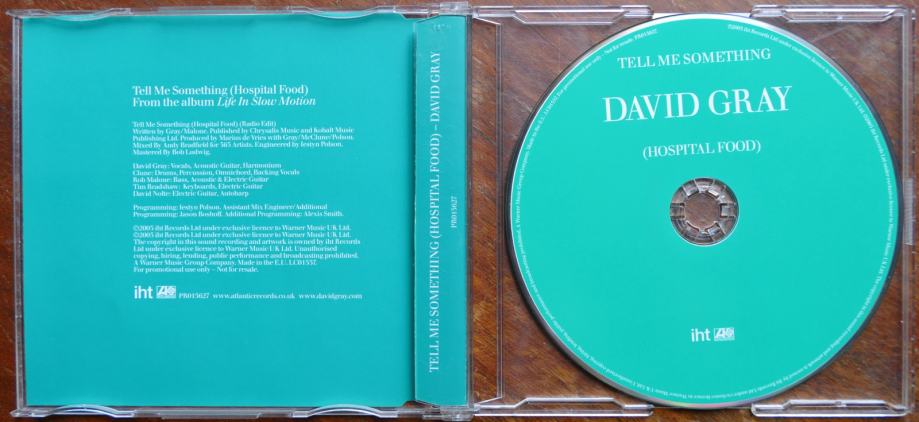 Tell Me Something (Hospital Food)
From the album Life In Slow Motion
Tell Me Something (Hospital Food) (Radio Edit)
Written by Gray/Malone. Published by Chrysalis Music and Kobalt Music
Publishing Ltd. Produced by Marius de Vries with Gray/McClune/Polson.
Mixed By Andy Bradfield for 365 Artists. Engineered by Iestyn Polson.
Mastered By Bob Ludwig.
David Gray: Vocals, Acoustic Guitar, Harmonium
Clune: Drums, Percussion, Omnichord, Backing Vocals
Rob Malone: Bass, Acoustic & Electric Guitar
Tim Bradshaw: Keyboards, Electric Guitar
David Nolte: Electric Guitar, Autoharp
Programming: Iestyn Polson. Assistant Mix Engineer/Additional
Programming: Jason Boshoff. Additional Programming: Alexis Smith.
℗2005 iht Records Ltd under exclusive licence to Warner Music UK Ltd.
©2005 iht Records Ltd under exclusive licence to Warner Music UK Ltd.
The copyright in this sound recording and artwork is owned by iht Records
Ltd under exclusive licence to Warner Music UK Ltd. Unauthorised
copying, hiring, lending, public performance and broadcasting prohibited.
A Warner Music Group Company. Made in the E.U. LC01557.
For promotional use only – Not for resale.
iht PR015627 www.atlanticrecords.co.uk www.davidgray.com
TELL ME SOMETHING (HOSPITAL FOOD) – DAVID GRAY
PR015627
TELL ME SOMETHING
DAVID GRAY
(HOSPITAL FOOD)
iht